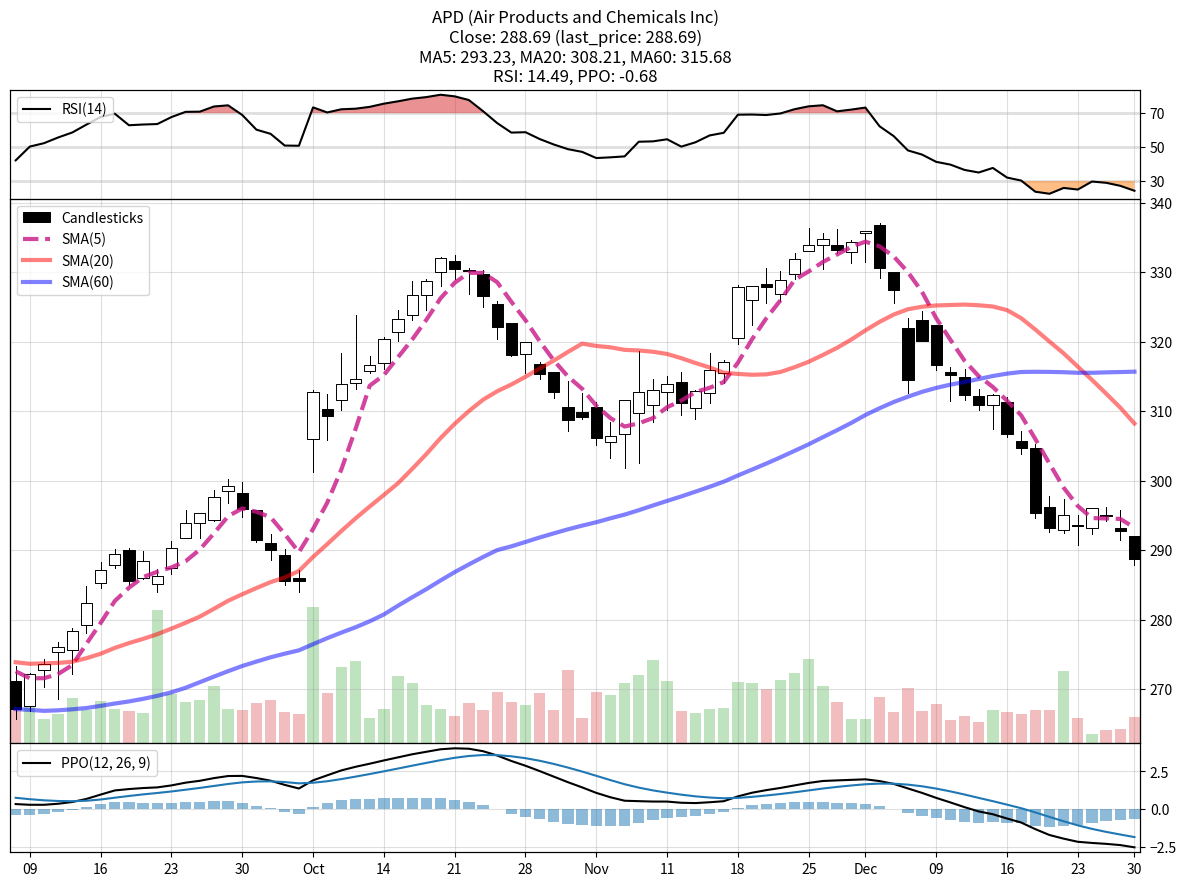 APD (Air Products and Chemicals Inc)
Close: 288.69 (last_price: 288.69)
MA5: 293.23, MA20: 308.21, MA60: 315.68
RSI: 14.49, PPO: -0.68
RSI(14)
70
50
30
Candlesticks
SMA(5)
SMA(20)
SMA(60)
340
330
320
310
300
290
280
270
PPO(12, 26, 9)
2.5
0.0
−2.5
09 16 23 30 Oct 14 21 28 Nov 11 18 25 Dec 09 16 23 30